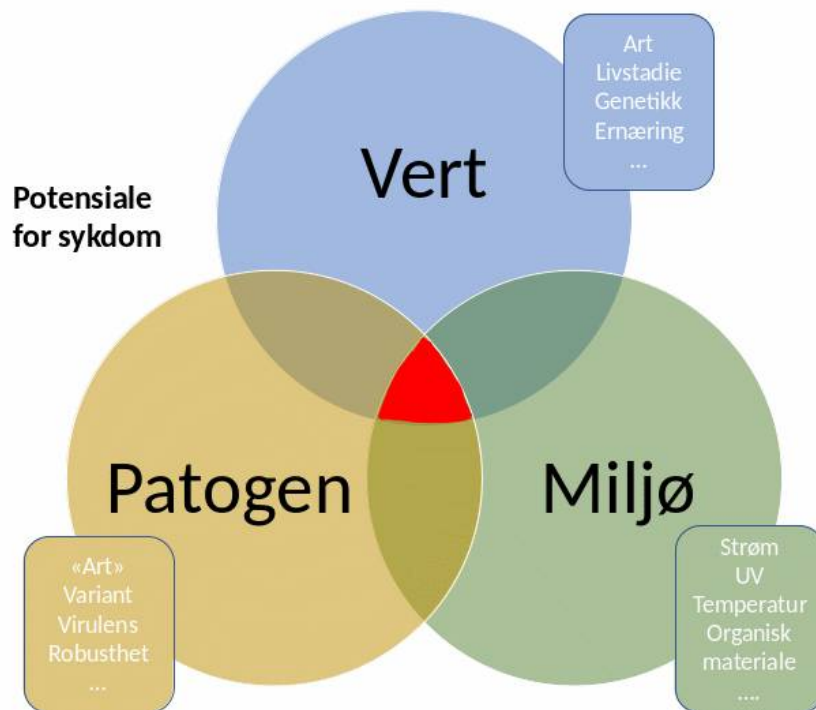 Art
Livstadie
Genetikk
Ernæring
...
Vert
Potensiale
for sykdom
Patogen
Miljø
«Art»
Variant
Virulens
Robusthet
...
Strøm
UV
Temperatur
Organisk
materiale
....